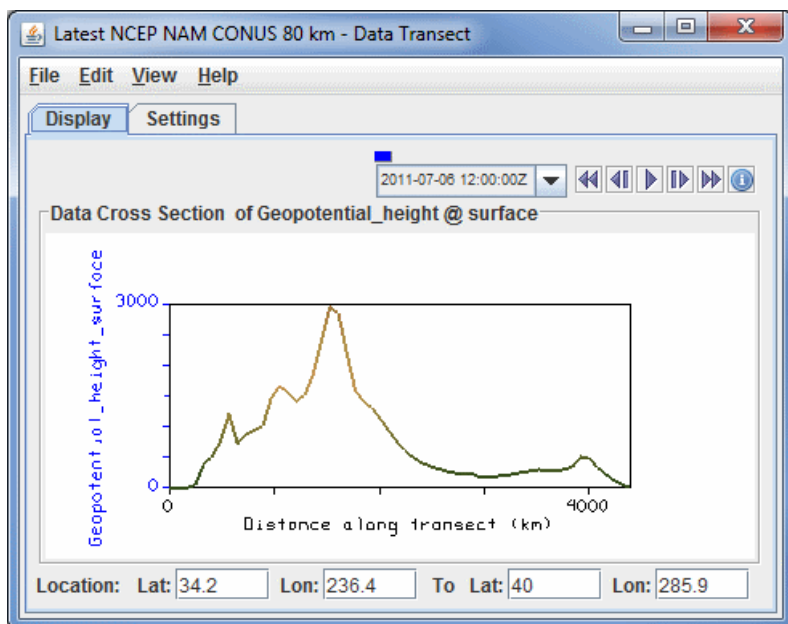 Latest NCEP NAM CONUS 80 km - Data Transect
File Edit View Help
Display Settings
2011-07-06 12:00:00Z
Data Cross Section of Geopotential_height @ surface
Geopotential_height_surface
3000
0
0 4000
Distance along transect (km)
Location: Lat: 34.2 Lon: 236.4 To Lat: 40 Lon: 285.9